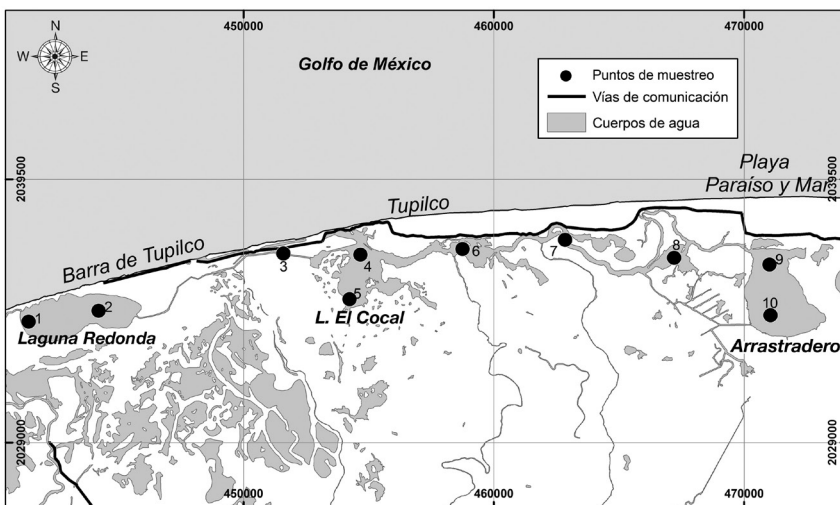 450000
460000
470000
N
W
E
S
Golfo de México
Puntos de muestreo
Vías de comunicación
Cuerpos de agua
2039500
2039500
Playa
Paraíso y Mar
Tupilco
Barra de Tupilco
3
4
6
7
8
9
5
10
1
2
L. El Cocal
Laguna Redonda
Arrastradero
2029000
2029000
450000
460000
470000